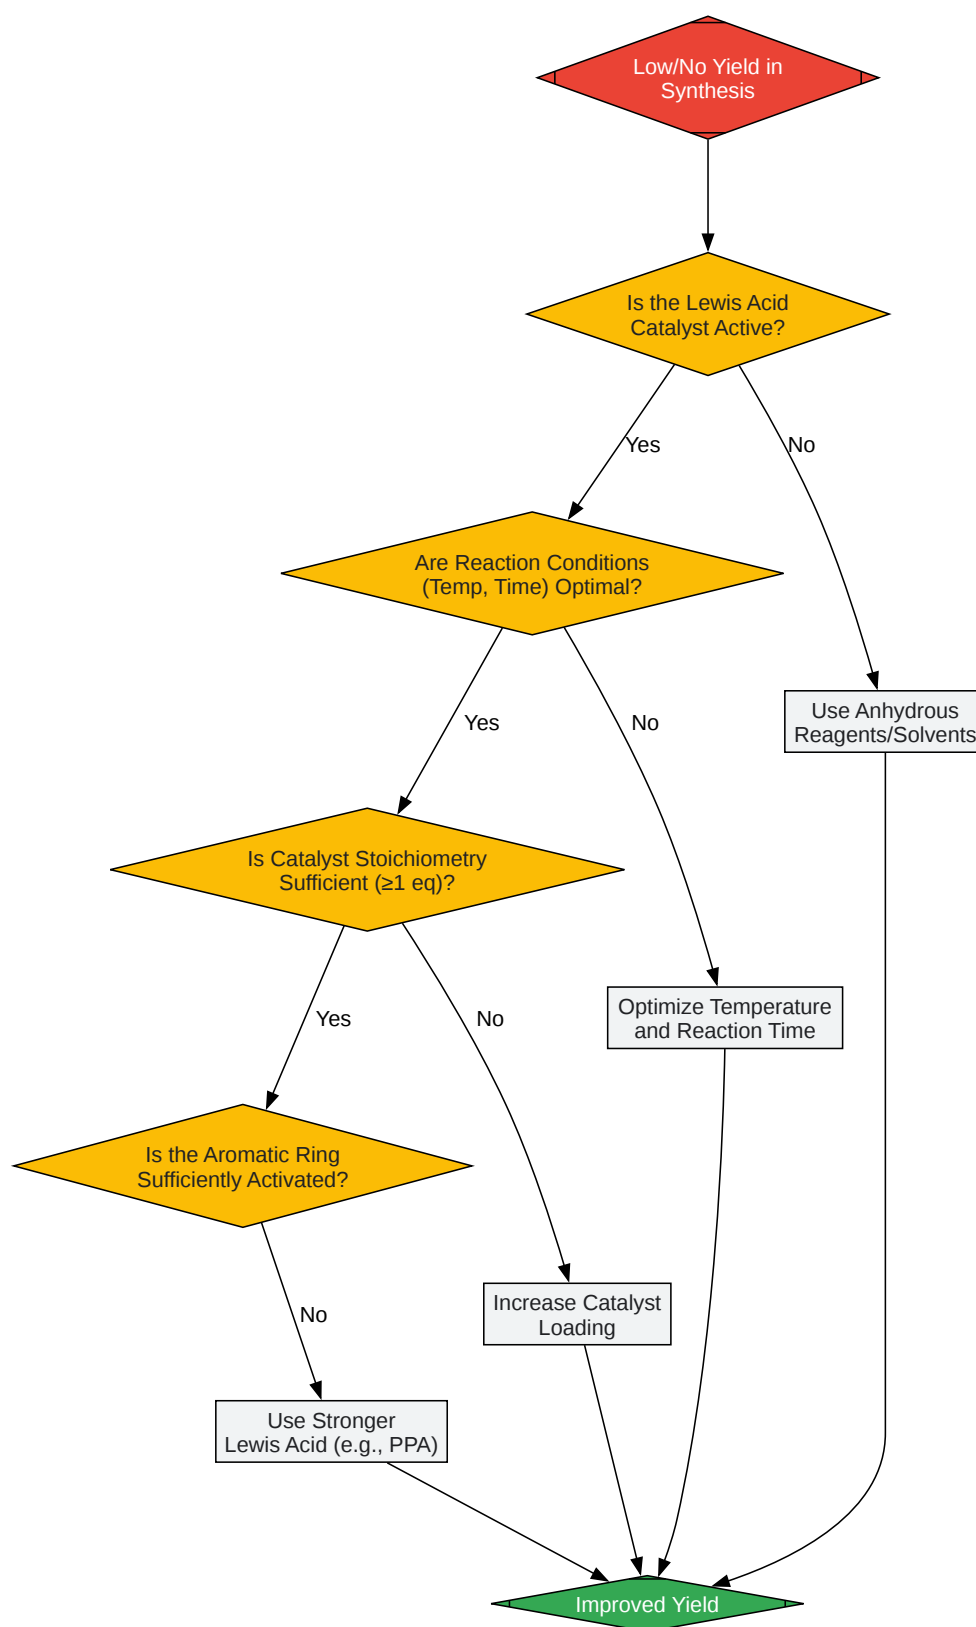 Low/No Yield in
Synthesis
Is the Lewis Acid
Catalyst Active?
Yes
No
Are Reaction Conditions
(Temp, Time) Optimal?
Use Anhydrous
Reagents/Solvents
Yes
No
Is Catalyst Stoichiometry
Sufficient (≥1 eq)?
Optimize Temperature
and Reaction Time
Yes
No
Is the Aromatic Ring
Sufficiently Activated?
Increase Catalyst
Loading
No
Use Stronger
Lewis Acid (e.g., PPA)
Improved Yield